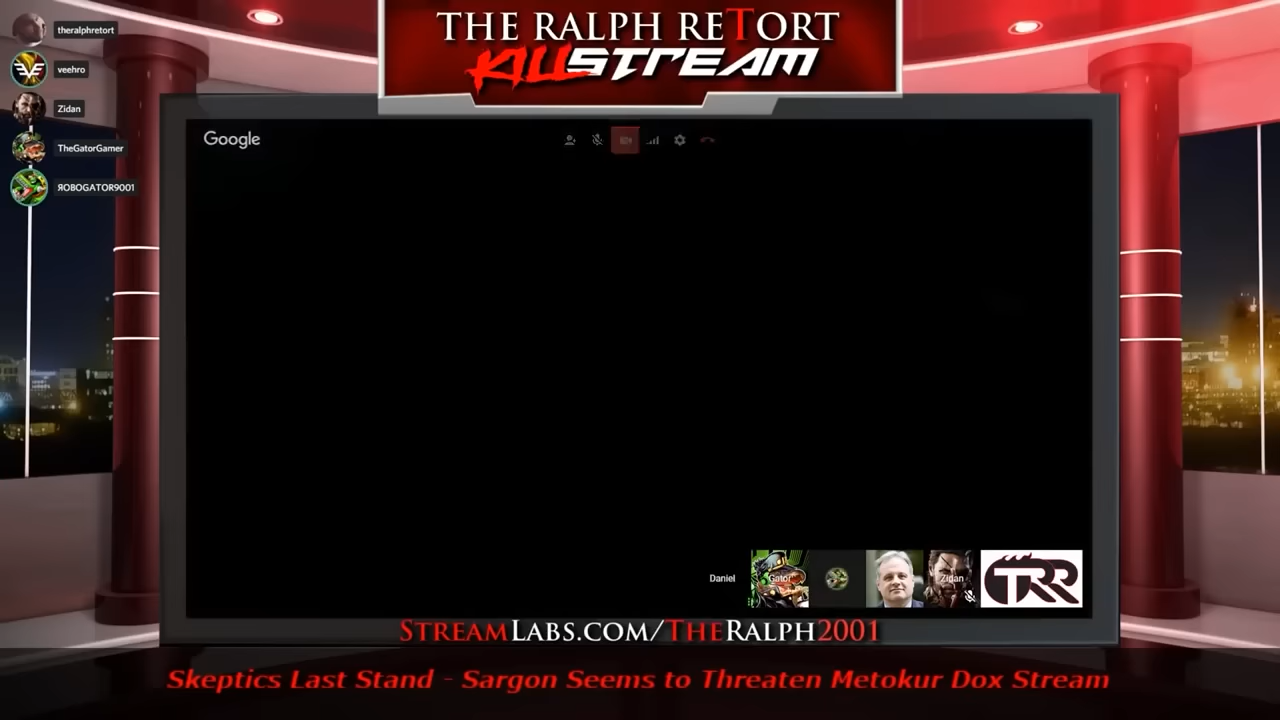 THE RALPH RETORT
KILLSTREAM
theralphretort
veehro
Zidan
TheGatorGamer
ЯOBOGATOR9001
Google
Daniel
Gator
Zidan
TRR
STREAMLABS.COM/THERALPH2001
Skeptics Last Stand - Sargon Seems to Threaten Metokur Dox Stream